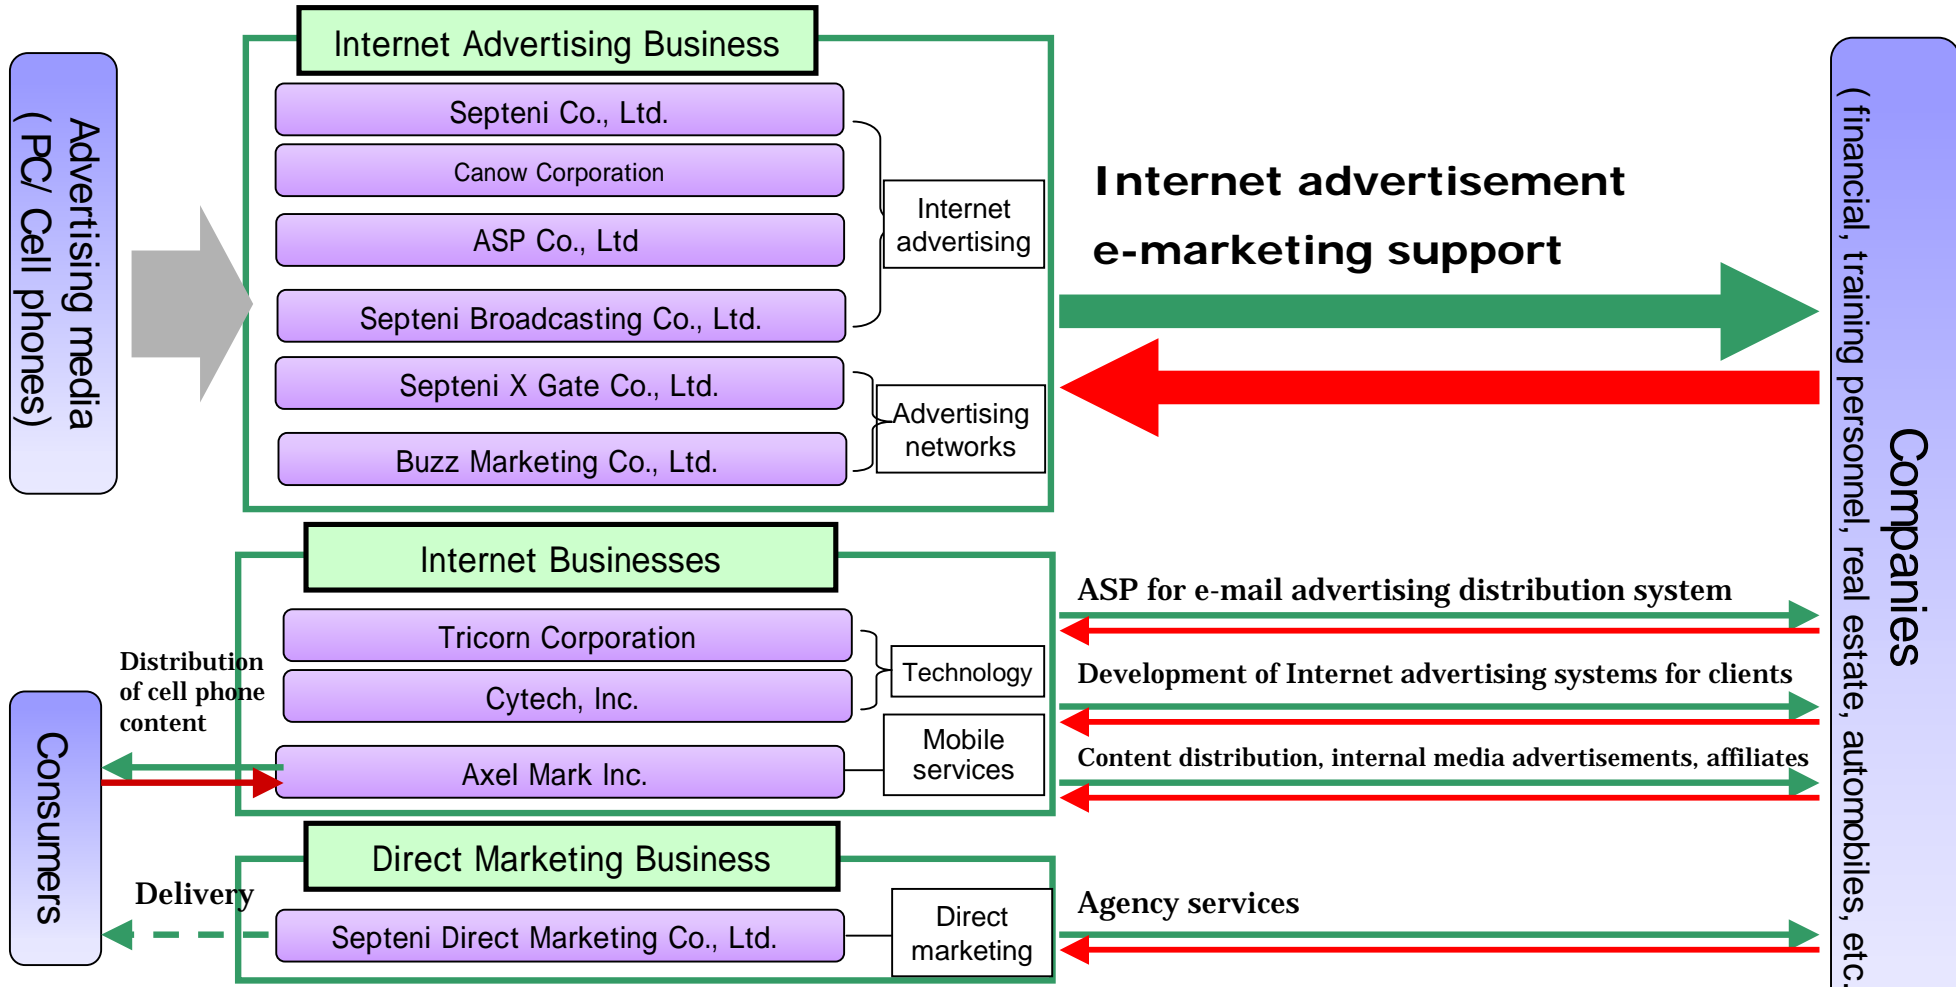 Advertising media
( PC/ Cell phones)
Internet Advertising Business
Septeni Co., Ltd.
Canow Corporation
ASP Co., Ltd
Septeni Broadcasting Co., Ltd.
Septeni X Gate Co., Ltd.
Buzz Marketing Co., Ltd.
Internet
advertising
Advertising
networks
Internet advertisement
e-marketing support
Companies
( financial, training personnel, real estate, automobiles, etc.
Internet Businesses
Tricorn Corporation
Cytech, Inc.
Axel Mark Inc.
Technology
Mobile
services
ASP for e-mail advertising distribution system
Development of Internet advertising systems for clients
Content distribution, internal media advertisements, affiliates
Distribution
of cell phone
content
Consumers
Direct Marketing Business
Delivery
Septeni Direct Marketing Co., Ltd.
Direct
marketing
Agency services